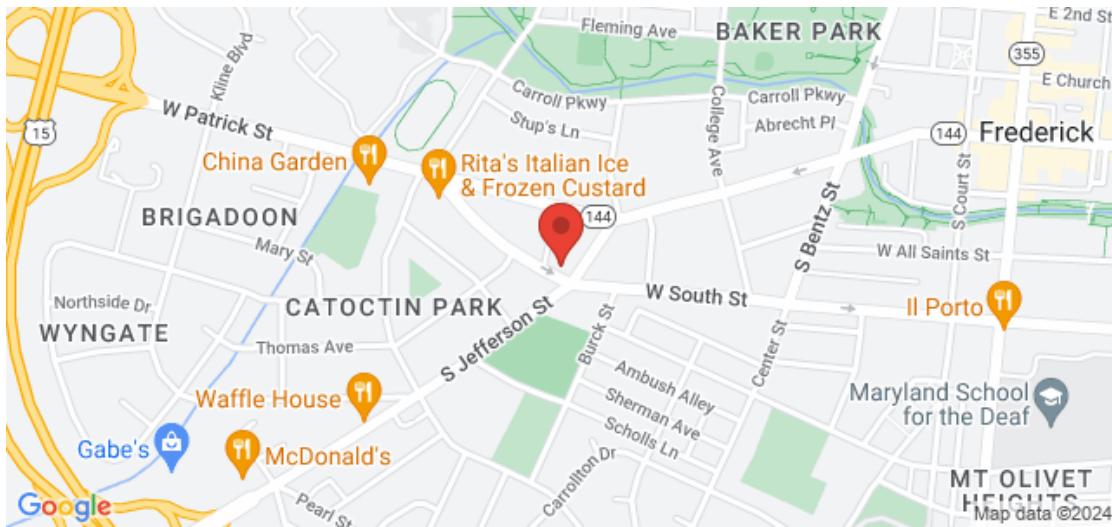 Fleming Ave
BAKER PARK
E 2nd St
355
E Church
Kline Blvd
15
W Patrick St
Carroll Pkwy
Carroll Pkwy
College Ave
Stup's Ln
Abrecht Pl
144
Frederick
China Garden
Rita's Italian Ice
& Frozen Custard
S Court St
BRIGADOON
144
S Bentz St
Mary St
W All Saints St
Northside Dr
CATOCTIN PARK
W South St
Il Porto
WYNGATE
S Jefferson St
Burck St
Thomas Ave
Center St
Ambush Alley
Waffle House
Sherman Ave
Maryland School
for the Deaf
Scholls Ln
Gabe's
McDonald's
Carrollton Dr
MT OLIVET
HEIGHTS
Pearl St
Google
Map data ©2024